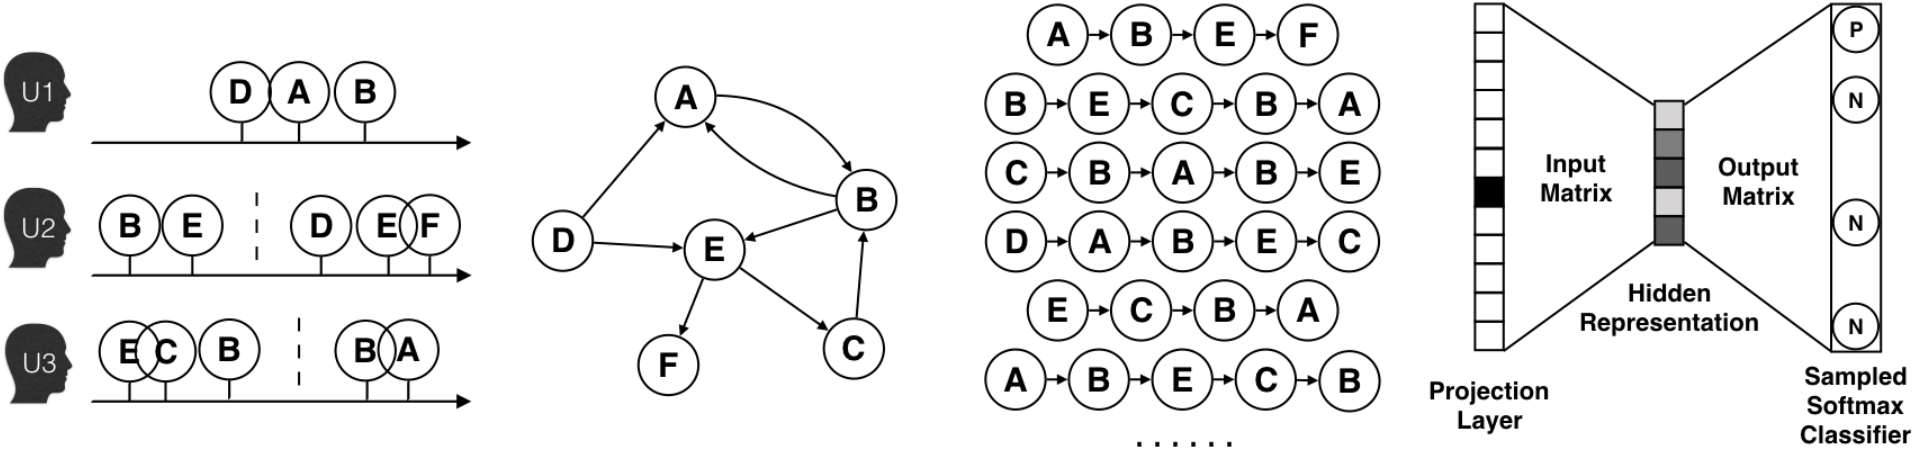 U1 D A B
U2 B E D E F
U3 E C B B A
A
B
D
E
F
C
A B E F
B E C B A
C B A B E
D A B E C
E C B A
A B E C B
......
Input
Matrix
Output
Matrix
Hidden
Representation
Projection
Layer
P
N
N
N
Sampled
Softmax
Classifier